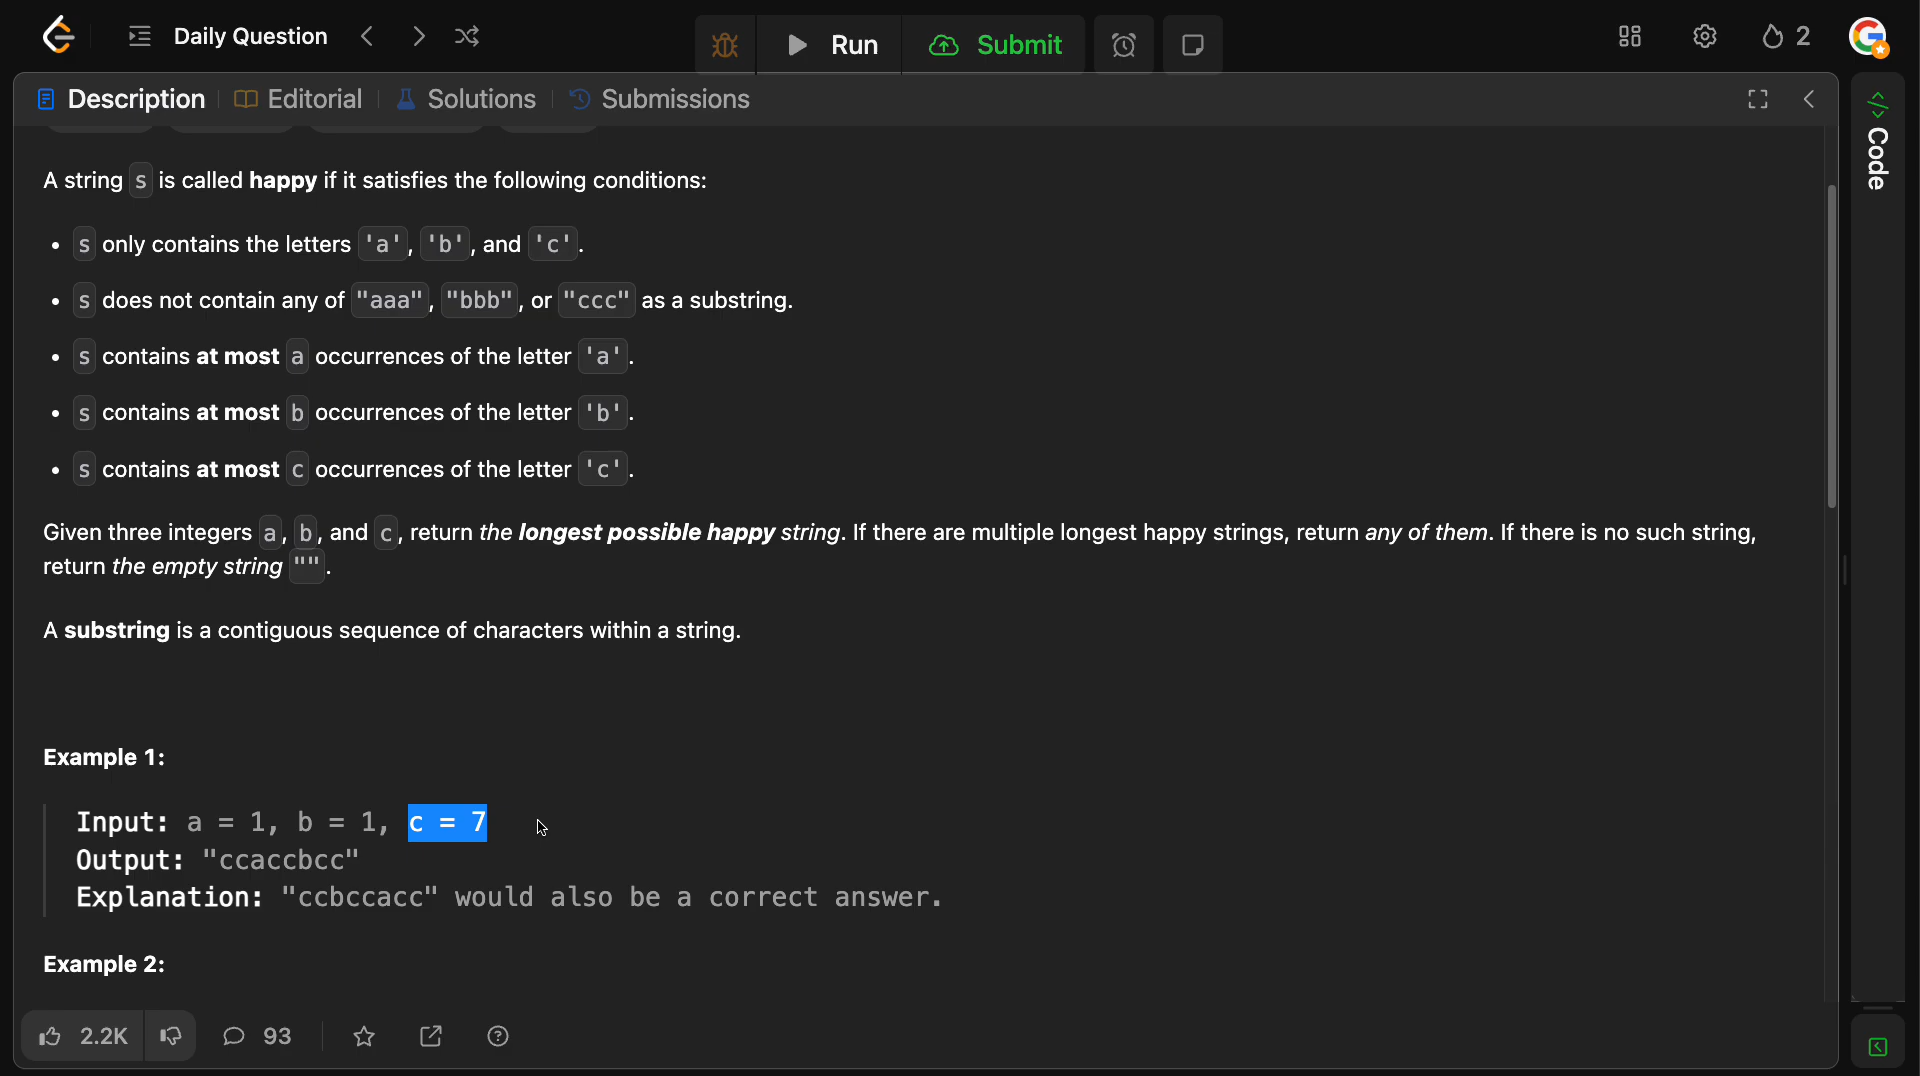 Daily Question
Run
Submit
2
Description
Editorial
Solutions
Submissions
Code
A string s is called happy if it satisfies the following conditions:
• s only contains the letters 'a', 'b', and 'c'.
• s does not contain any of "aaa", "bbb", or "ccc" as a substring.
• s contains at most a occurrences of the letter 'a'.
• s contains at most b occurrences of the letter 'b'.
• s contains at most c occurrences of the letter 'c'.
Given three integers a, b, and c, return the longest possible happy string. If there are multiple longest happy strings, return any of them. If there is no such string,
return the empty string "".
A substring is a contiguous sequence of characters within a string.
Example 1:
Input: a = 1, b = 1, c = 7
Output: "ccaccbcc"
Explanation: "ccbccacc" would also be a correct answer.
Example 2:
2.2K
93